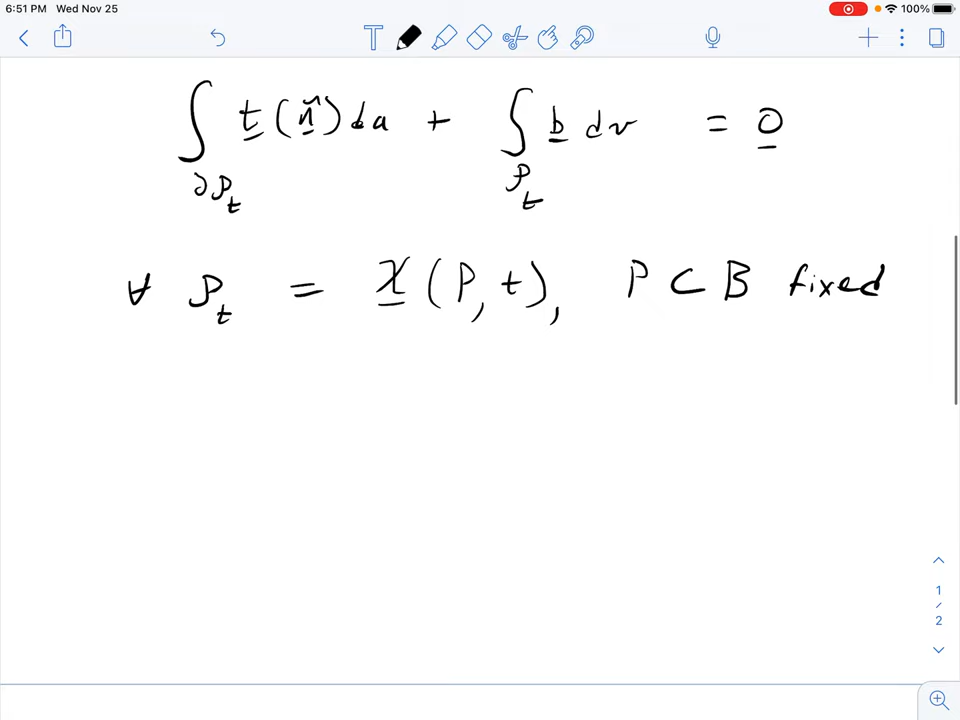 6:51 PM Wed Nov 25 100%
∫_{∂𝒫_t} t(n̂) da + ∫_{𝒫_t} b dv = 0
∀ 𝒫_t = χ(P, t), P ⊂ B fixed
1
/
2